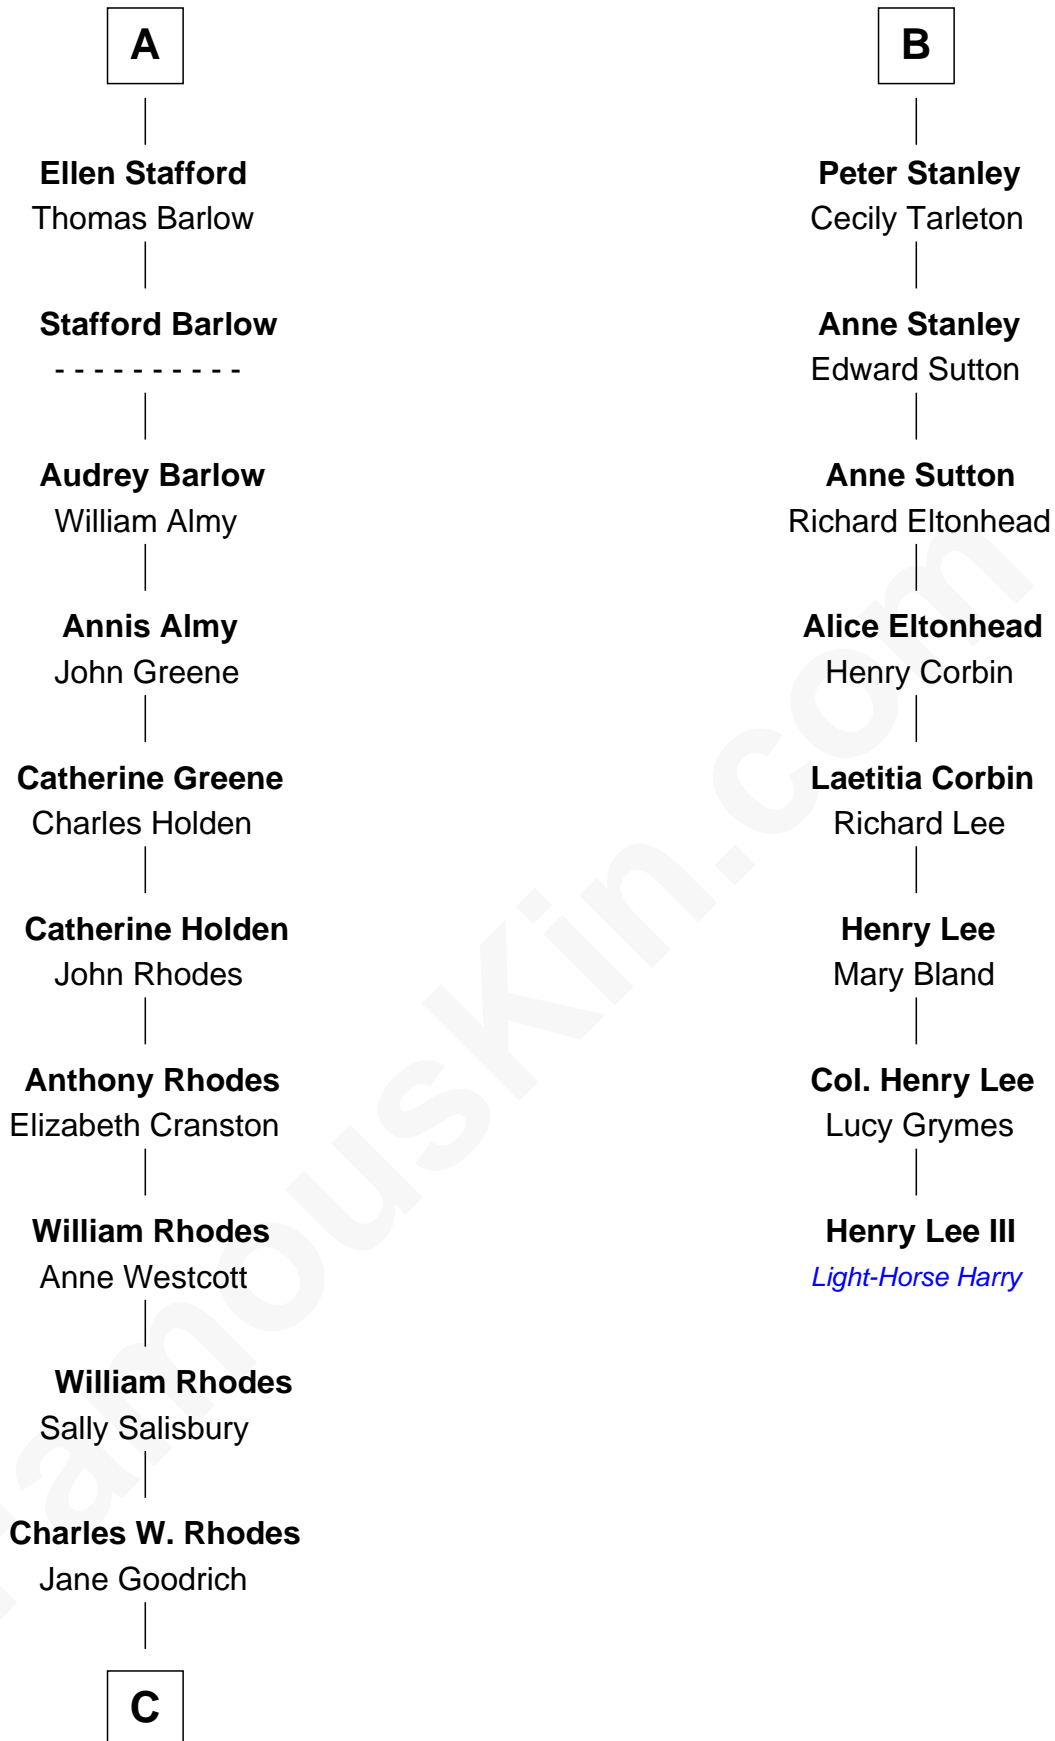 A
Ellen Stafford
Thomas Barlow
Stafford Barlow
- - - - - - - - - -
Audrey Barlow
William Almy
Annis Almy
John Greene
Catherine Greene
Charles Holden
Catherine Holden
John Rhodes
Anthony Rhodes
Elizabeth Cranston
William Rhodes
Anne Westcott
William Rhodes
Sally Salisbury
Charles W. Rhodes
Jane Goodrich
C
B
Peter Stanley
Cecily Tarleton
Anne Stanley
Edward Sutton
Anne Sutton
Richard Eltonhead
Alice Eltonhead
Henry Corbin
Laetitia Corbin
Richard Lee
Henry Lee
Mary Bland
Col. Henry Lee
Lucy Grymes
Henry Lee III
Light-Horse Harry
FamousKin.com